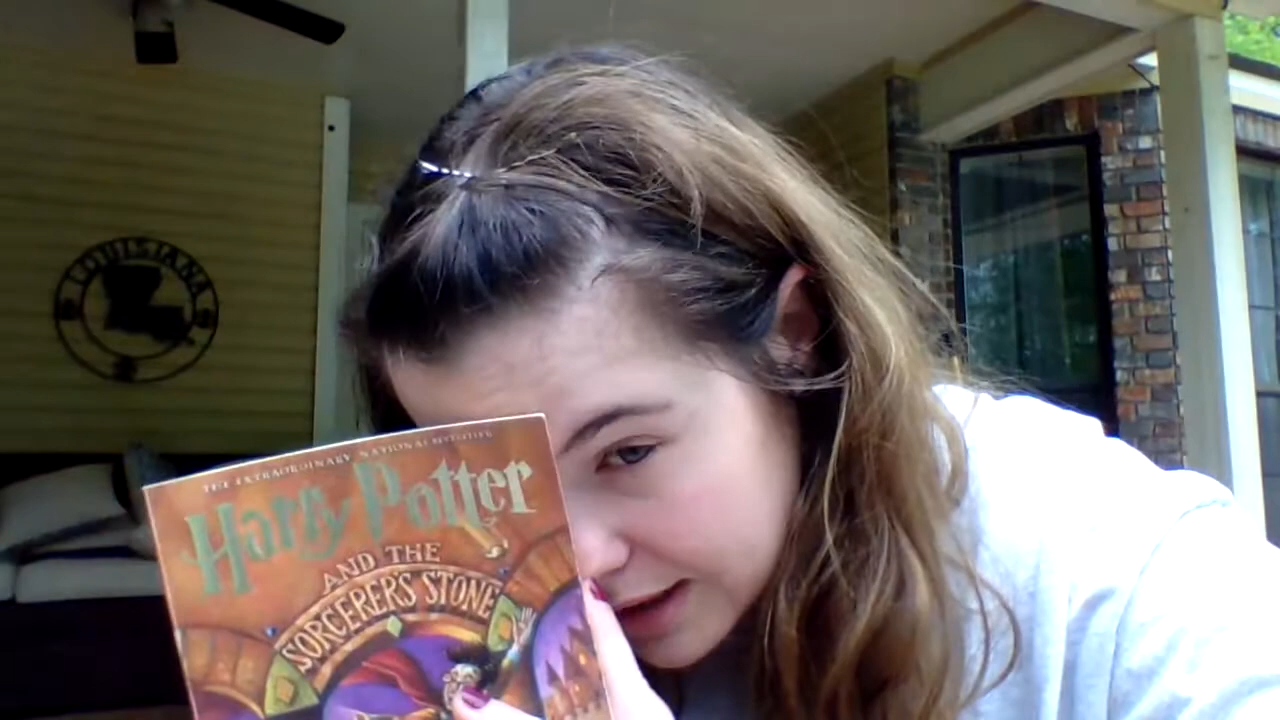 LOUISIANA
THE EXTRAORDINARY NATIONAL BESTSELLER
Harry Potter
AND THE
SORCERER'S STONE